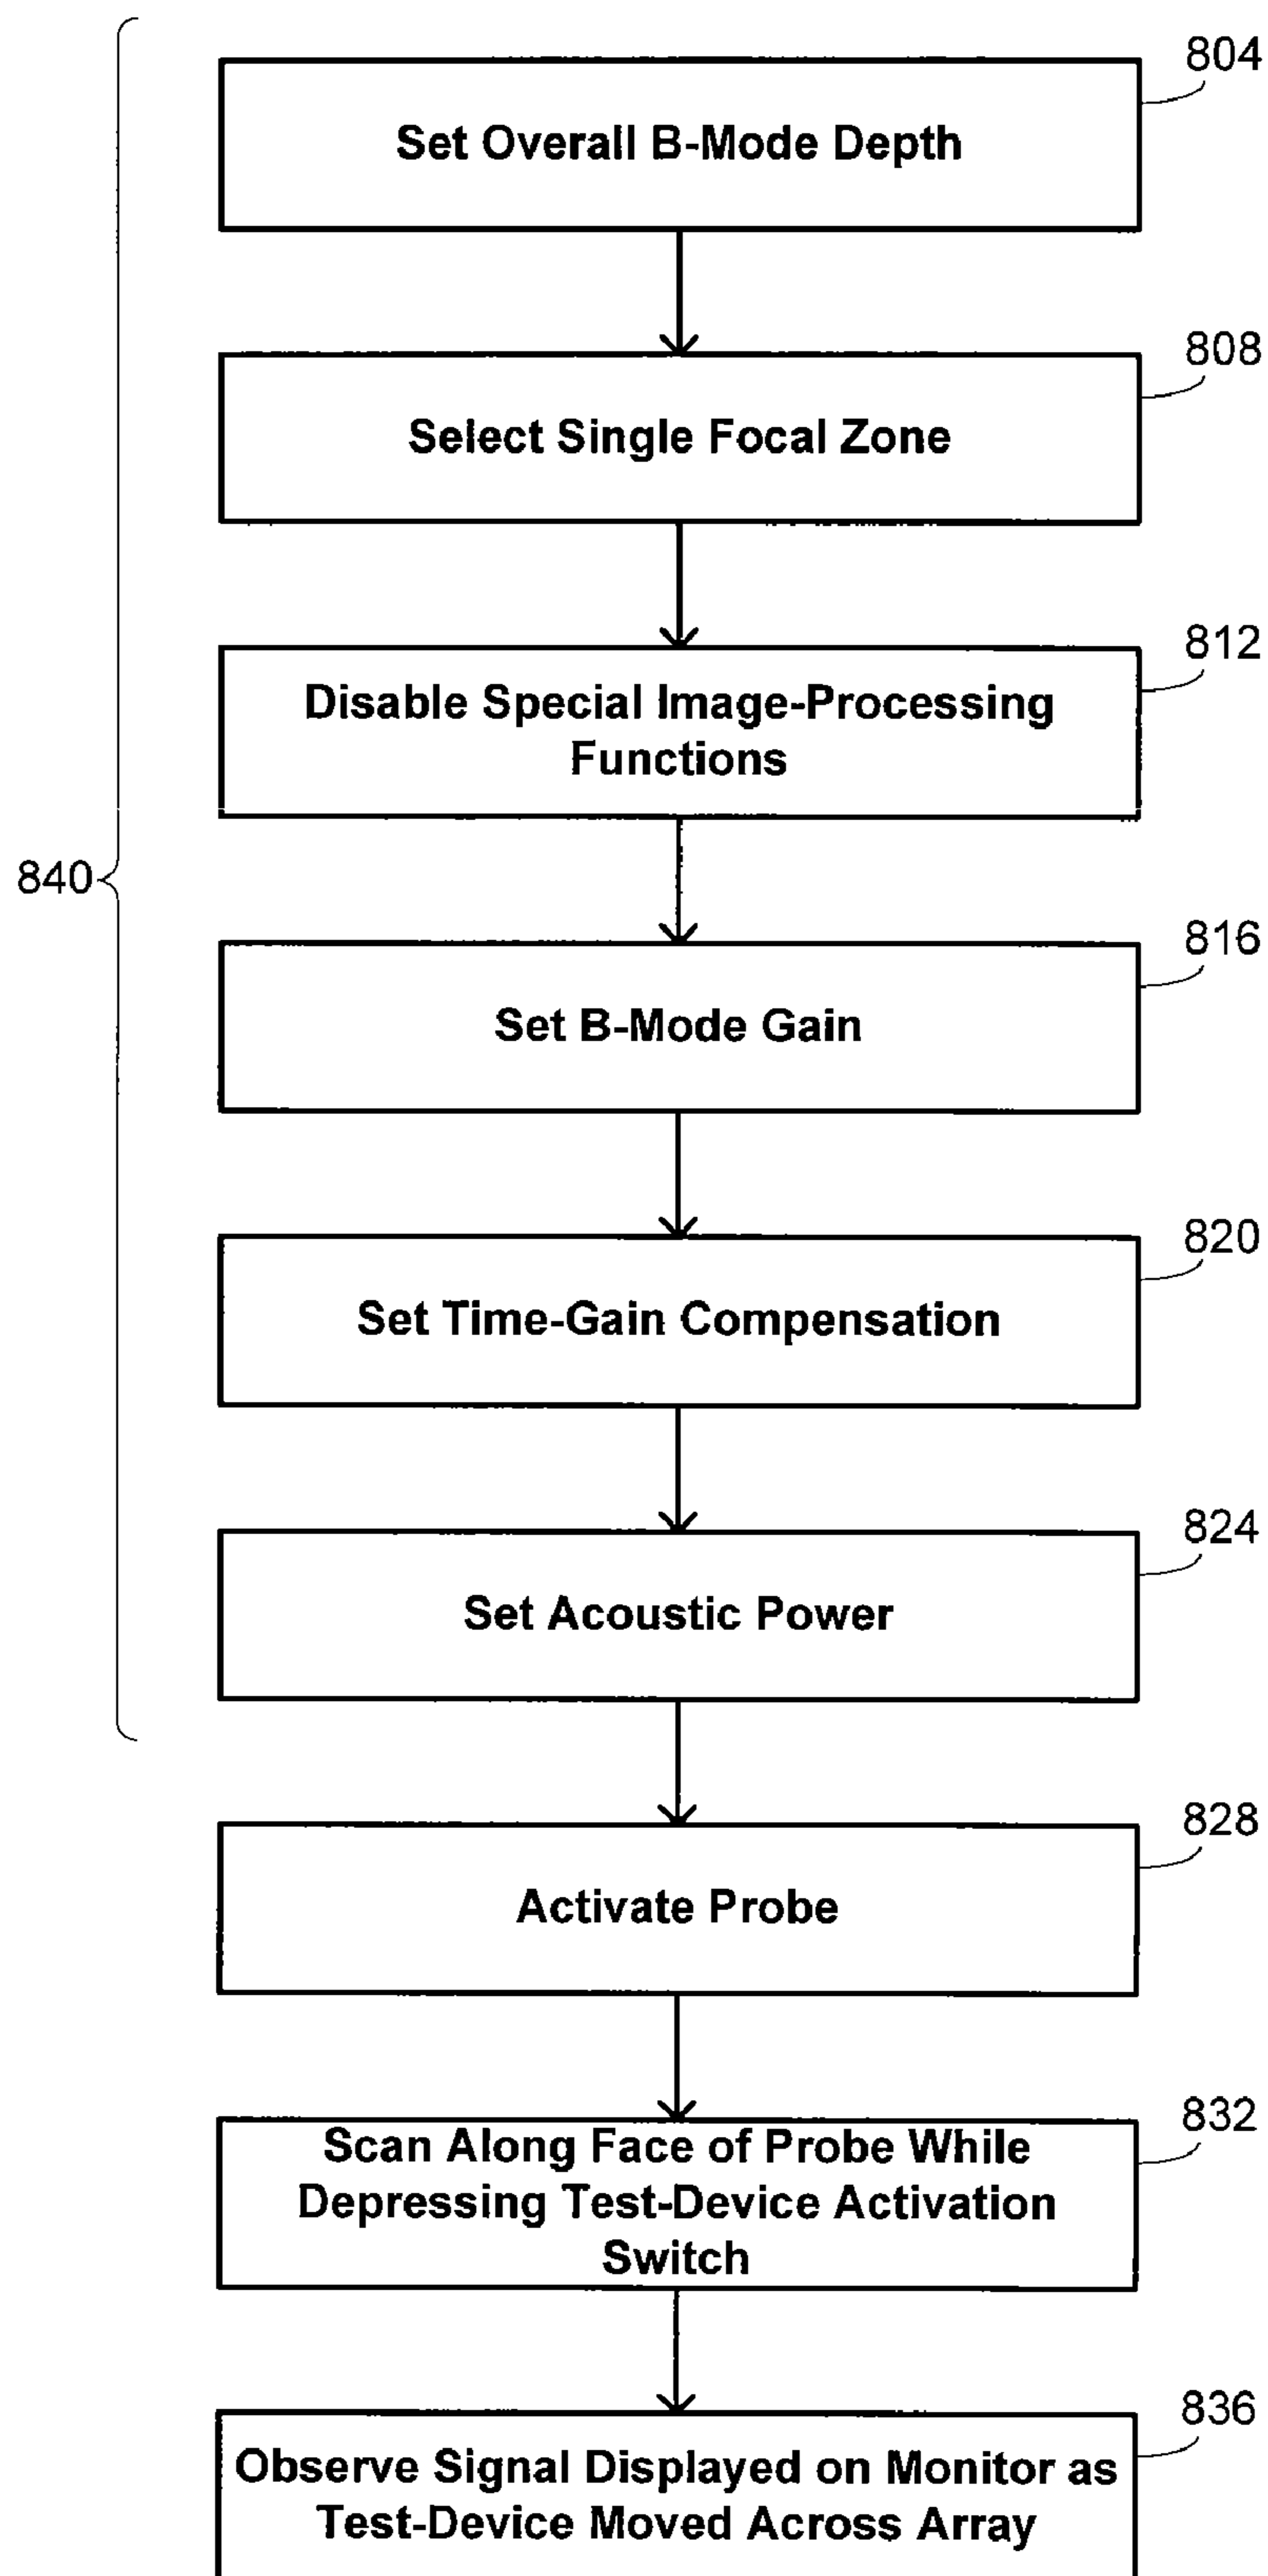 804
Set Overall B-Mode Depth
808
Select Single Focal Zone
812
Disable Special Image-Processing
Functions
840
816
Set B-Mode Gain
820
Set Time-Gain Compensation
824
Set Acoustic Power
828
Activate Probe
832
Scan Along Face of Probe While
Depressing Test-Device Activation
Switch
836
Observe Signal Displayed on Monitor as
Test-Device Moved Across Array